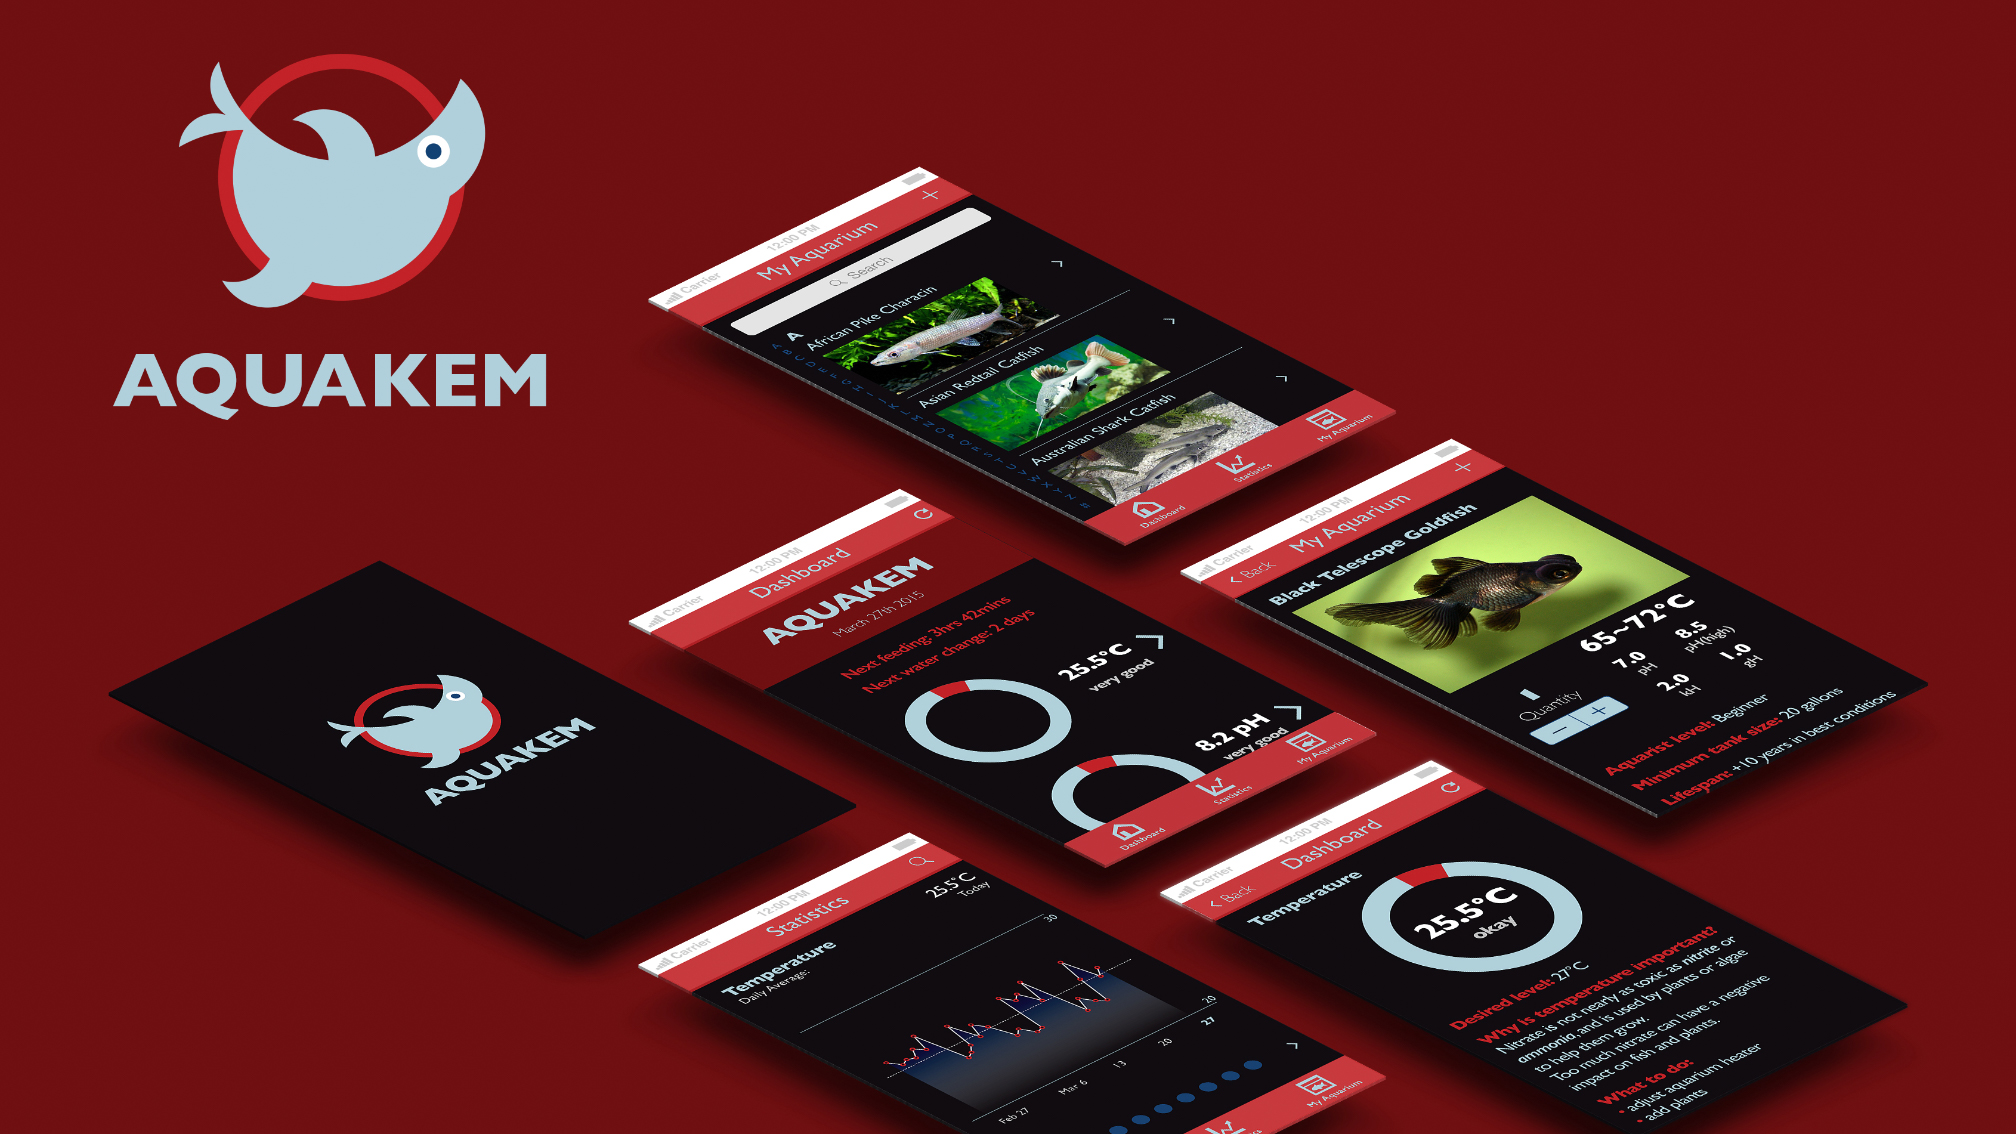 AQUAKEM
Carrier
12:00 PM
My Aquarium
+
Search
A
African Pike Characin
Asian Redtail Catfish
Australian Shark Catfish
A B C D E F G H I J K L M N O P Q R S T U V W X Y Z #
Dashboard
Statistics
My Aquarium
AQUAKEM
Carrier
12:00 PM
Dashboard
AQUAKEM
March 27th 2015
Next feeding: 3hrs 42mins
Next water change: 2 days
25.5°C
very good
8.2 pH
very good
Dashboard
Statistics
My Aquarium
Carrier
12:00 PM
< Back
My Aquarium
+
Black Telescope Goldfish
65~72°C
7.0
pH
8.5
pH(high)
2.0
kH
1.0
gH
Quantity
− +
Aquarist level: Beginner
Minimum tank size: 20 gallons
Lifespan: +10 years in best conditions
Carrier
12:00 PM
Statistics
Temperature
Daily Average:
25.5°C
Today
30
20
Feb 27
Mar 6
13
20
27
My Aquarium
Carrier
12:00 PM
< Back
Dashboard
Temperature
25.5°C
okay
Desired level: 27°C
Why is temperature important?
Nitrate is not nearly as toxic as nitrite or
ammonia and is used by plants or algae
to help them grow.
Too much nitrate can have a negative
impact on fish and plants.
What to do:
• adjust aquarium heater
• add plants